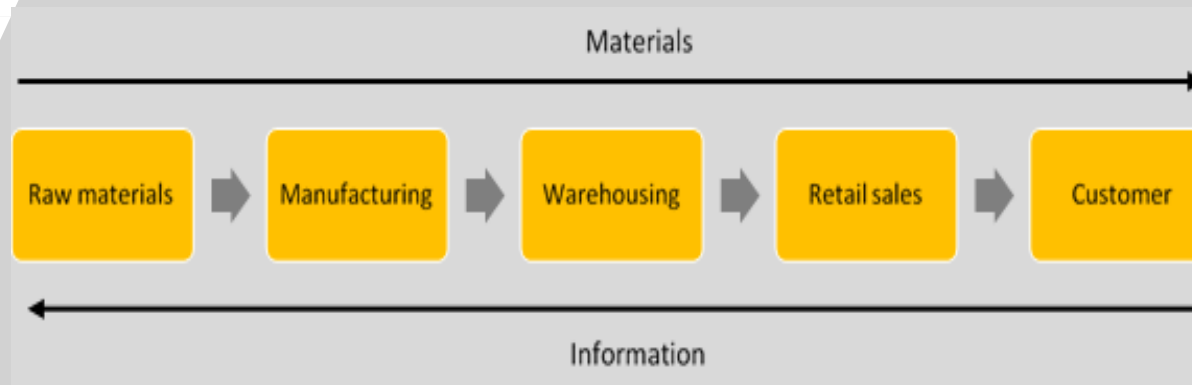 Materials
Raw materials
Manufacturing
Warehousing
Retail sales
Customer
Information